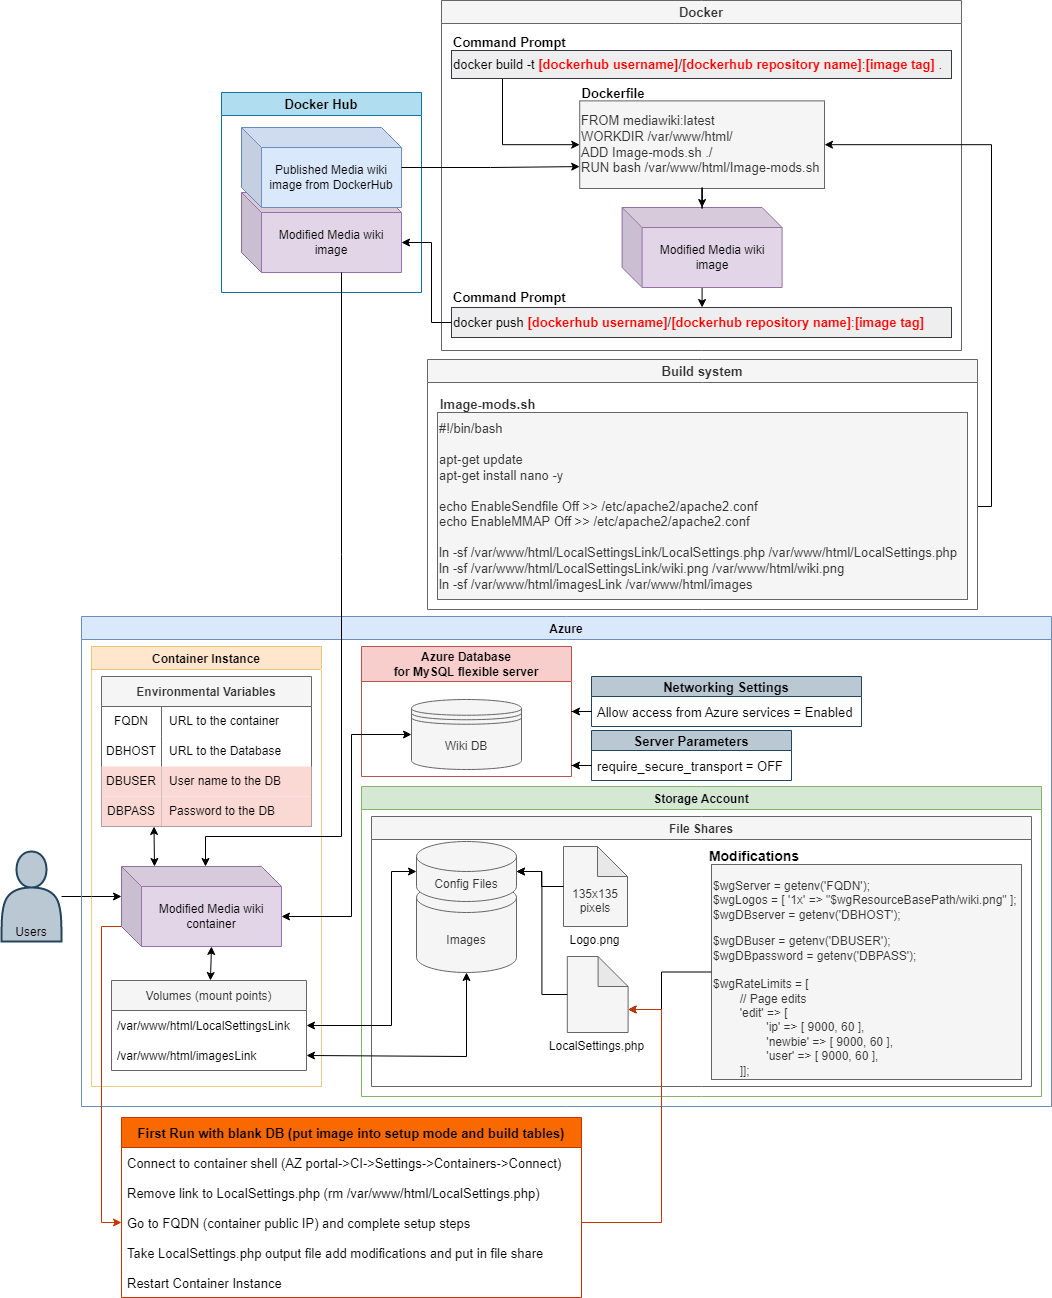 Docker
Command Prompt
docker build -t [dockerhub username]/[dockerhub repository name]:[image tag] .
Docker Hub
Published Media wiki
image from DockerHub
Modified Media wiki
image
Dockerfile
FROM mediawiki:latest
WORKDIR /var/www/html/
ADD Image-mods.sh ./
RUN bash /var/www/html/Image-mods.sh
Modified Media wiki
image
Command Prompt
docker push [dockerhub username]/[dockerhub repository name]:[image tag]
Build system
Image-mods.sh
#!/bin/bash
apt-get update
apt-get install nano -y
echo EnableSendfile Off >> /etc/apache2/apache2.conf
echo EnableMMAP Off >> /etc/apache2/apache2.conf
ln -sf /var/www/html/LocalSettingsLink/LocalSettings.php /var/www/html/LocalSettings.php
ln -sf /var/www/html/LocalSettingsLink/wiki.png /var/www/html/wiki.png
ln -sf /var/www/html/imagesLink /var/www/html/images
Azure
Container Instance
Environmental Variables
FQDN URL to the container
DBHOST URL to the Database
DBUSER User name to the DB
DBPASS Password to the DB
Azure Database
for MySQL flexible server
Wiki DB
Networking Settings
Allow access from Azure services = Enabled
Server Parameters
require_secure_transport = OFF
Users
Modified Media wiki
container
Volumes (mount points)
/var/www/html/LocalSettingsLink
/var/www/html/imagesLink
Storage Account
File Shares
Config Files
Images
135x135
pixels
Logo.png
LocalSettings.php
Modifications
$wgServer = getenv('FQDN');
$wgLogos = [ '1x' => "$wgResourceBasePath/wiki.png" ];
$wgDBserver = getenv('DBHOST');
$wgDBuser = getenv('DBUSER');
$wgDBpassword = getenv('DBPASS');
$wgRateLimits = [
// Page edits
'edit' => [
'ip' => [ 9000, 60 ],
'newbie' => [ 9000, 60 ],
'user' => [ 9000, 60 ],
]];
First Run with blank DB (put image into setup mode and build tables)
Connect to container shell (AZ portal->CI->Settings->Containers->Connect)
Remove link to LocalSettings.php (rm /var/www/html/LocalSettings.php)
Go to FQDN (container public IP) and complete setup steps
Take LocalSettings.php output file add modifications and put in file share
Restart Container Instance